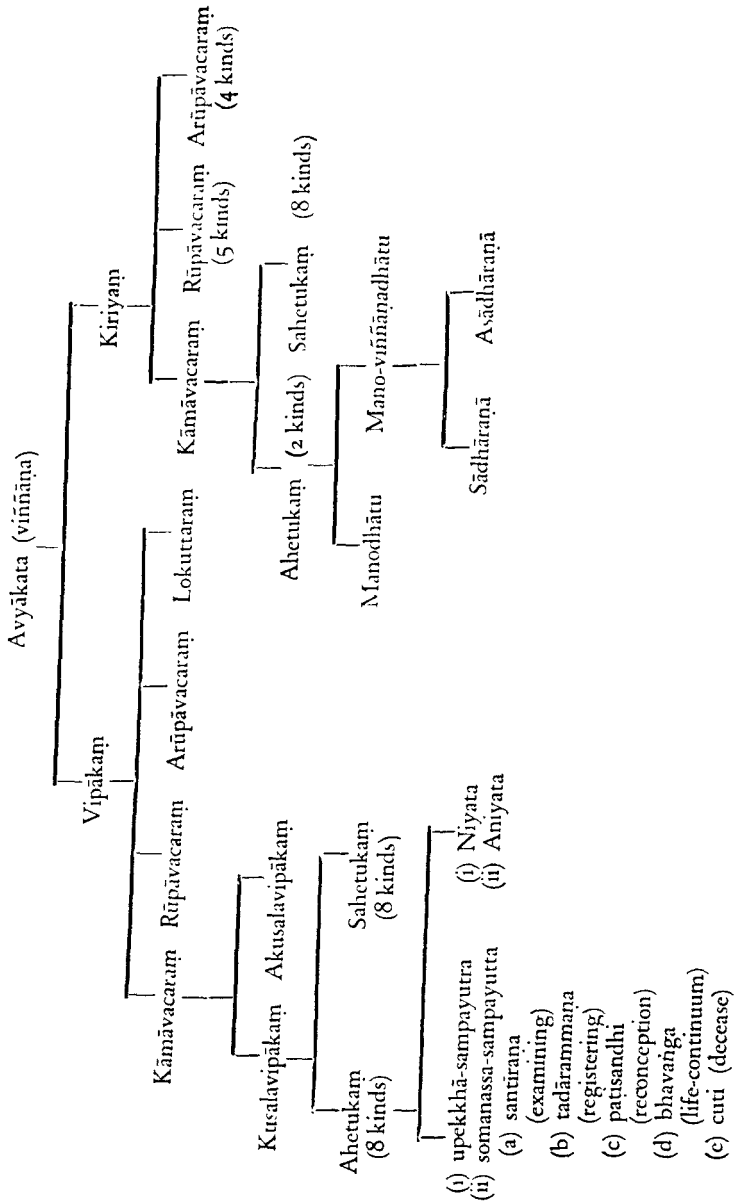 Avyākata (viññāṇa)
Vipākaṃ Kiriyaṃ
Kāmāvacaraṃ Rūpāvacaraṃ Arūpāvacaraṃ Lokuttaraṃ
Kāmāvacaraṃ Rūpāvacaraṃ Arūpāvacaraṃ
(5 kinds) (4 kinds)
Kusalavipākaṃ Akusalavipākaṃ
Ahetukaṃ (2 kinds) Sahetukaṃ (8 kinds)
Ahetukaṃ Sahetukaṃ
(8 kinds) (8 kinds)
Manodhātu Mano-viññāṇadhātu
Sādhāraṇā Asādhāraṇā
(i) upekkhā-sampayutra
(ii) somanassa-sampayutta
(a) santīrana
(examining)
(b) tadārammaṇa
(registering)
(c) paṭisandhi
(reconception)
(d) bhavaṅga
(life-continuum)
(e) cuti (decease)
(i) Niyata
(ii) Aniyata